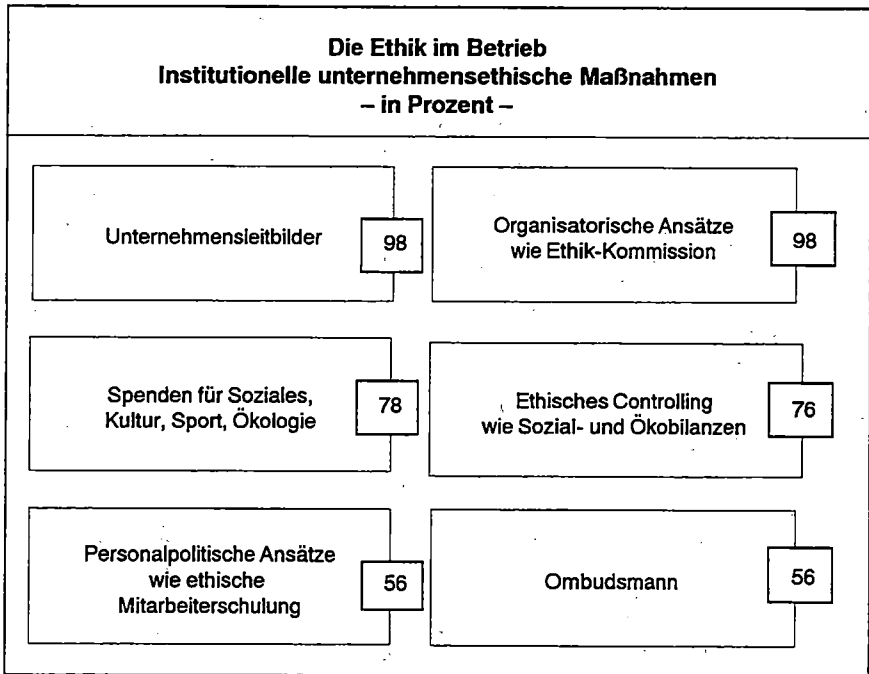 Die Ethik im Betrieb
Institutionelle unternehmensethische Maßnahmen
– in Prozent –
Unternehmensleitbilder
98
Organisatorische Ansätze
wie Ethik-Kommission
98
Spenden für Soziales,
Kultur, Sport, Ökologie
78
Ethisches Controlling
wie Sozial- und Ökobilanzen
76
Personalpolitische Ansätze
wie ethische
Mitarbeiterschulung
56
Ombudsmann
56